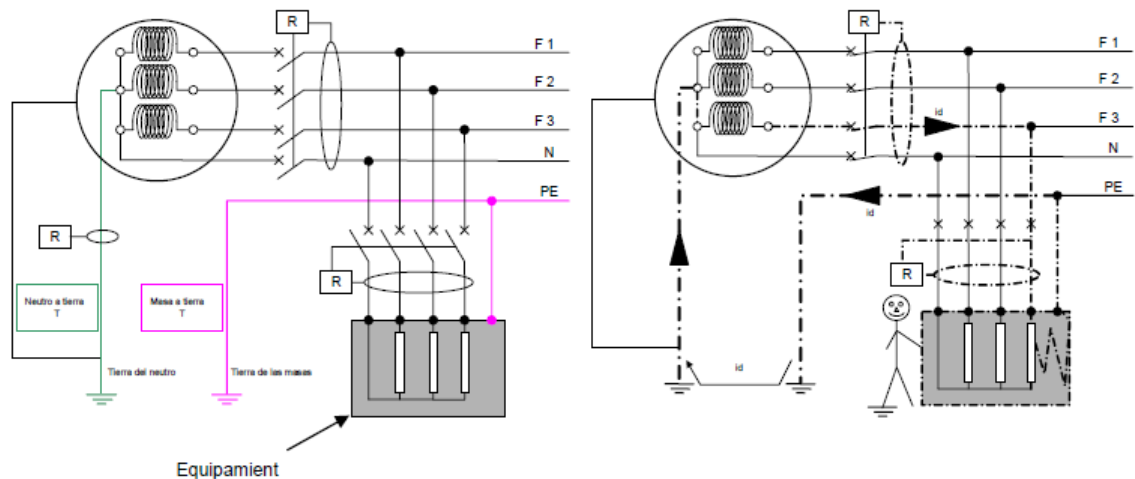 R
F 1
F 2
F 3
N
PE
R
R
Neutro a tierra
T
Masa a tierra
T
Tierra del neutro
Tierra de las masas
Equipamient
R
F 1
F 2
id
F 3
N
PE
id
R
id